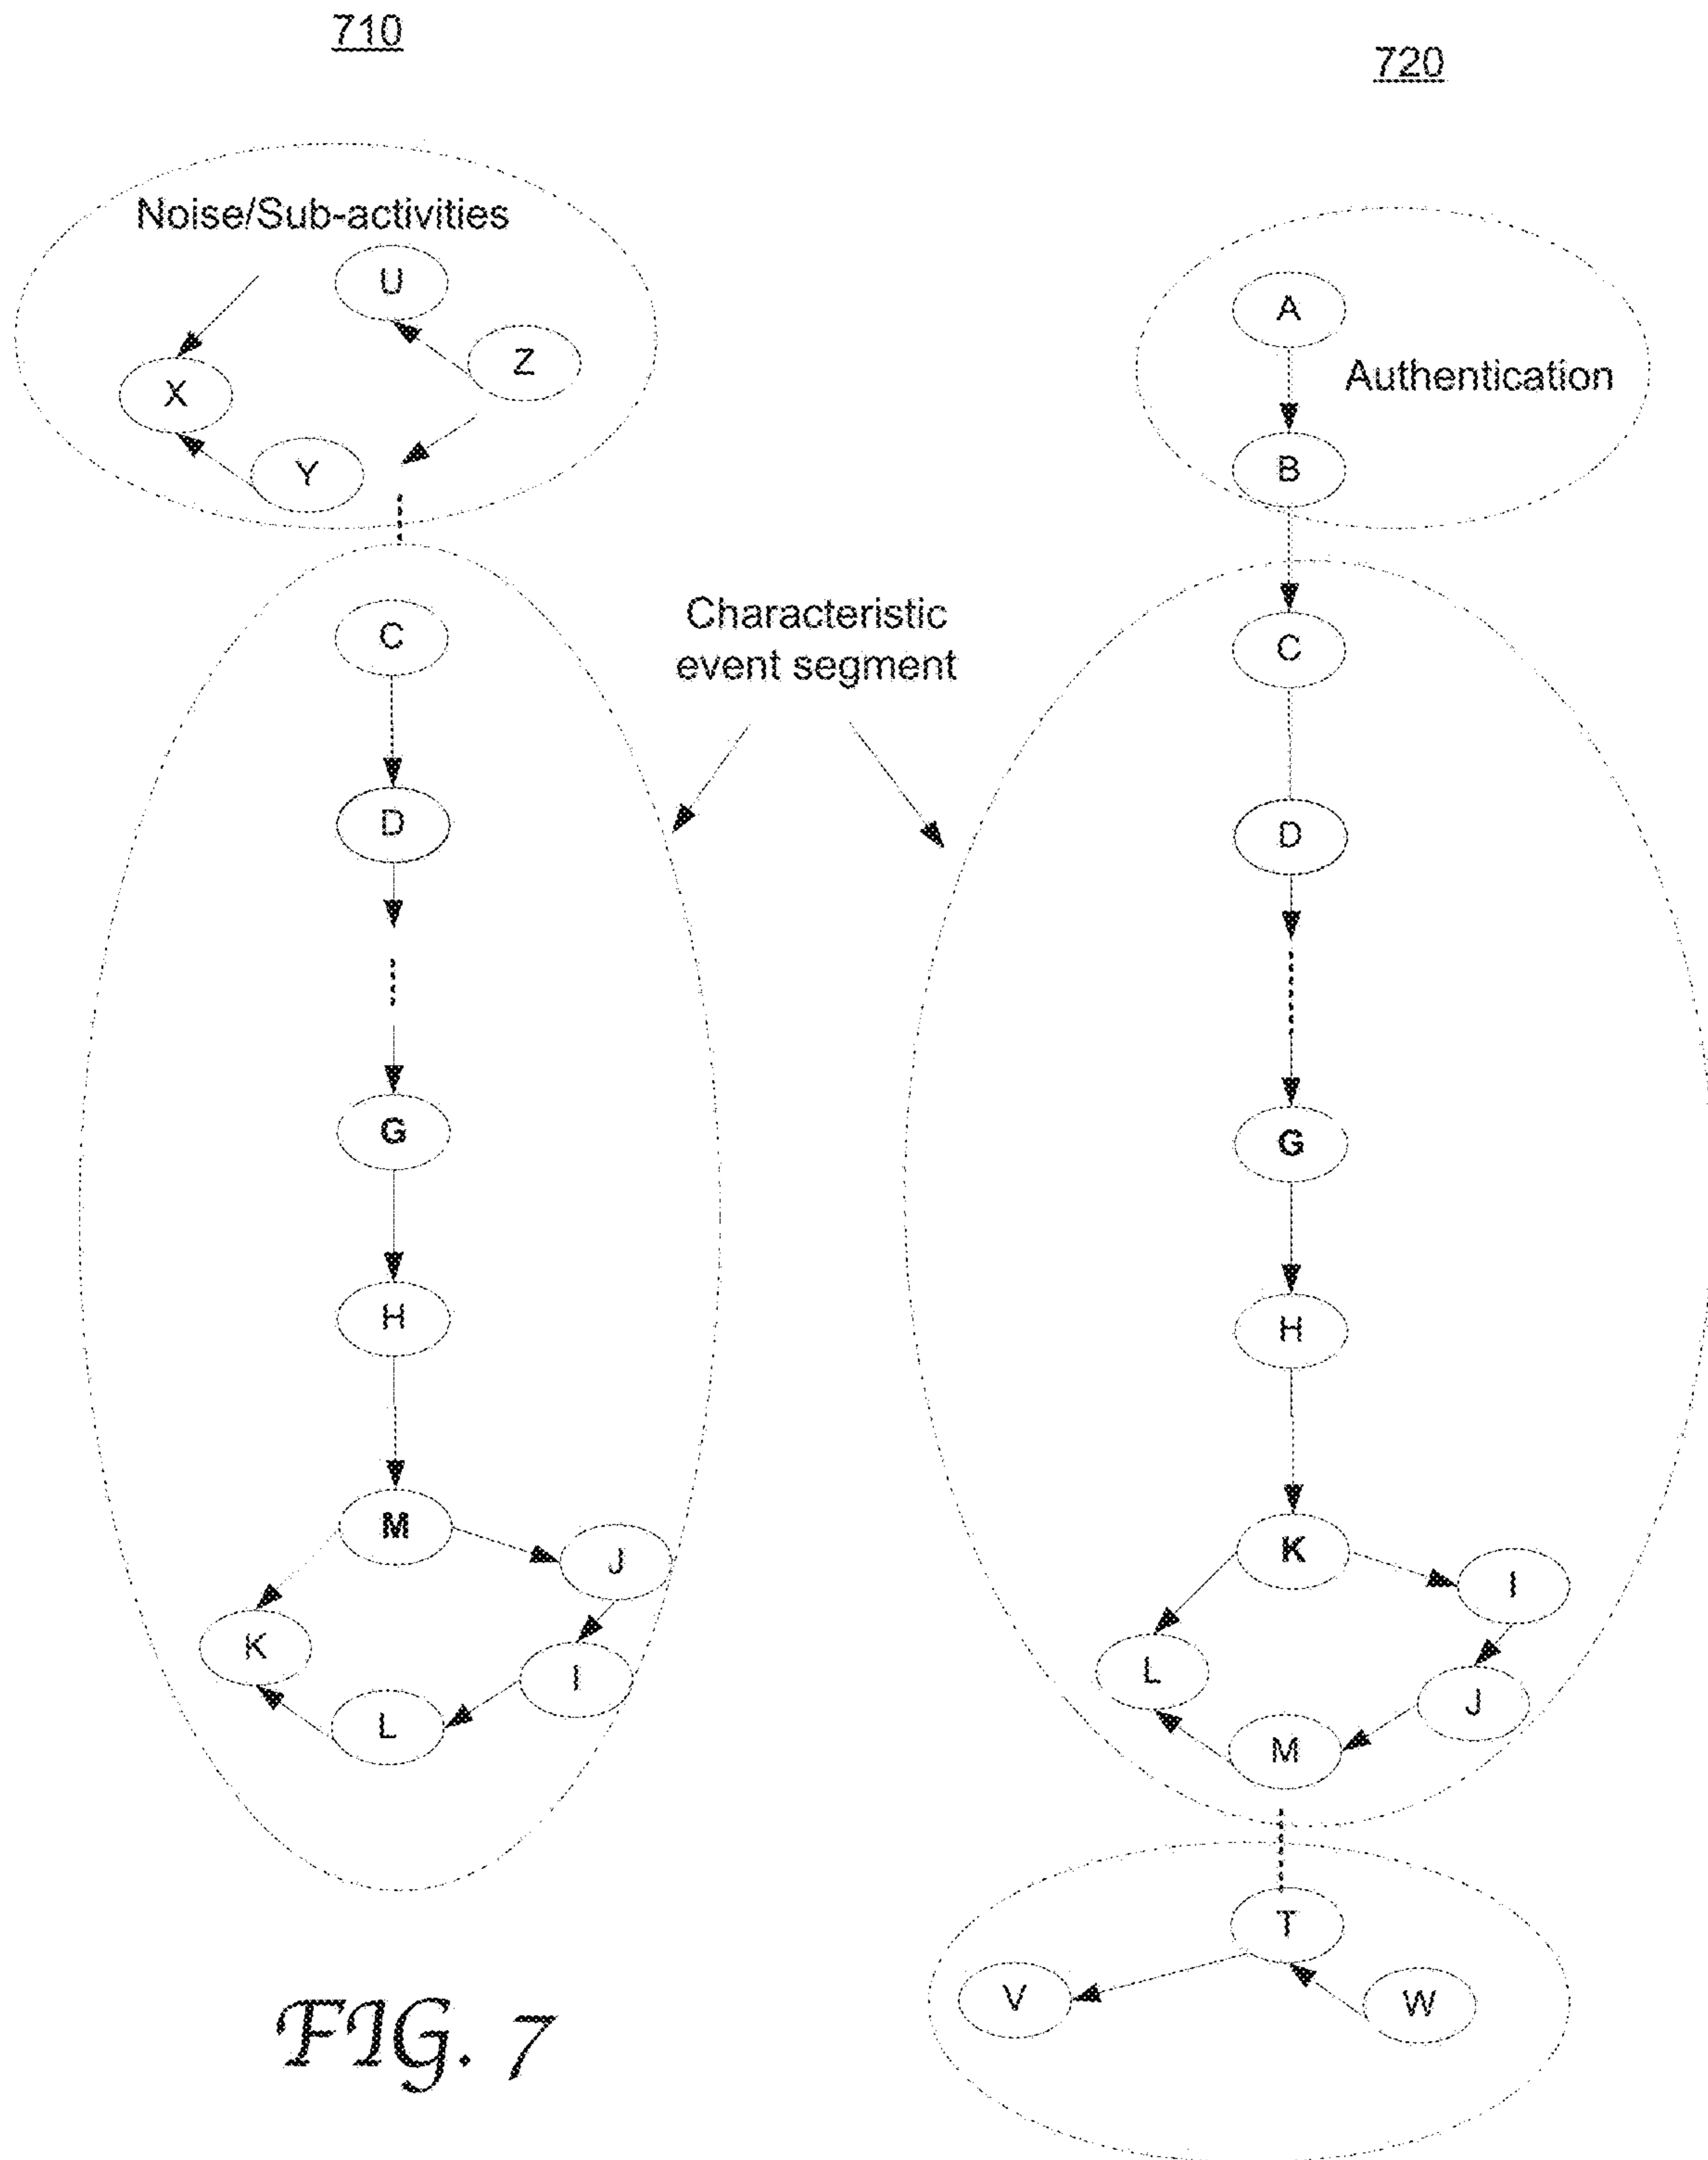 710
720
Noise/Sub-activities
U
Z
X
Y
A
Authentication
B
Characteristic
event segment
C
D
G
H
M
J
K
I
L
C
D
G
H
K
I
L
J
M
T
V
W
FIG. 7